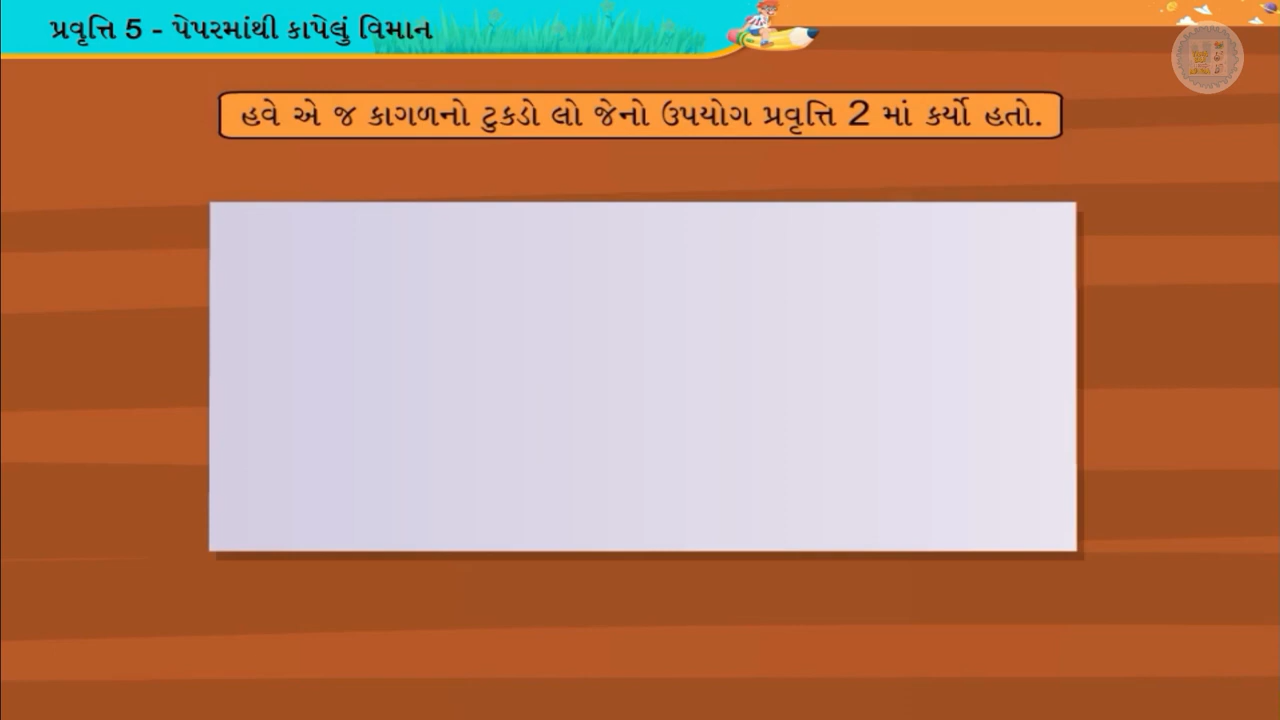 પ્રવૃત્તિ 5 - પેપરમાંથી કાપેલું વિમાન
હવે એ જ કાગળનો ટુકડો લો જેનો ઉપયોગ પ્રવૃત્તિ 2 માં કર્યો હતો.